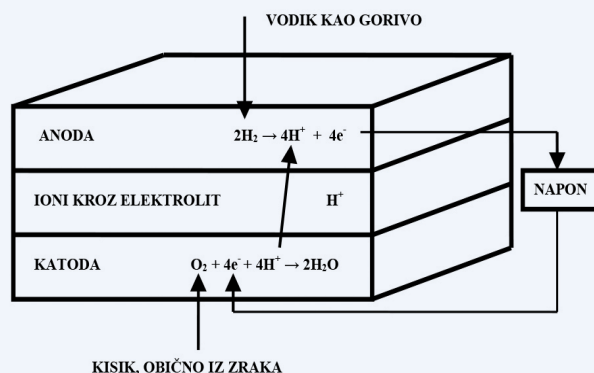 VODIK KAO GORIVO
ANODA 2H₂ → 4H⁺ + 4e⁻
IONI KROZ ELEKTROLIT H⁺
NAPON
KATODA O₂ + 4e⁻ + 4H⁺ → 2H₂O
KISIK, OBIČNO IZ ZRAKA